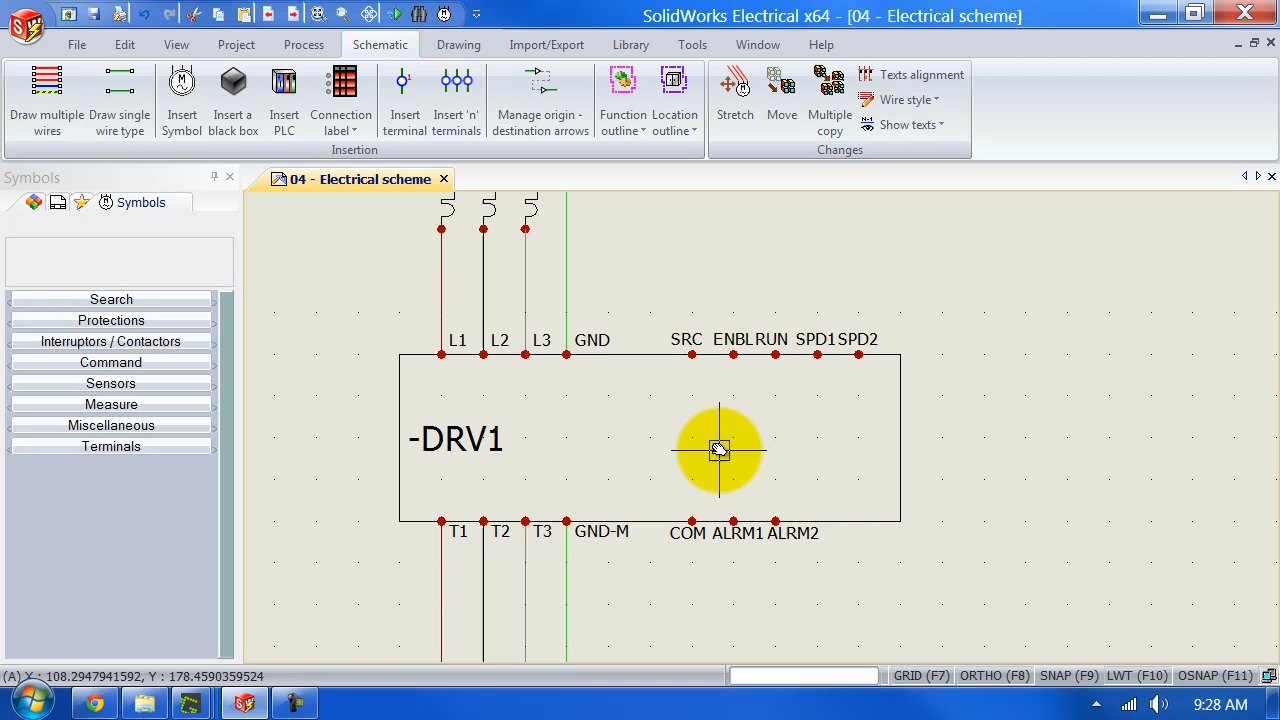 SolidWorks Electrical x64 - [04 - Electrical scheme]
File Edit View Project Process Schematic Drawing Import/Export Library Tools Window Help
Draw multiple wires
Draw single wire type
Insert Symbol
Insert a black box
Insert PLC
Connection label
Insert terminal
Insert 'n' terminals
Manage origin - destination arrows
Function outline
Location outline
Stretch
Move
Multiple copy
Texts alignment
Wire style
Show texts
Insertion
Changes
Symbols
Symbols
04 - Electrical scheme
Search
Protections
Interruptors / Contactors
Command
Sensors
Measure
Miscellaneous
Terminals
L1 L2 L3 GND SRC ENBL RUN SPD1 SPD2
-DRV1
T1 T2 T3 GND-M COM ALRM1 ALRM2
(A) X : 108.2947941592, Y : 178.4590359524
GRID (F7) ORTHO (F8) SNAP (F9) LWT (F10) OSNAP (F11)
9:28 AM